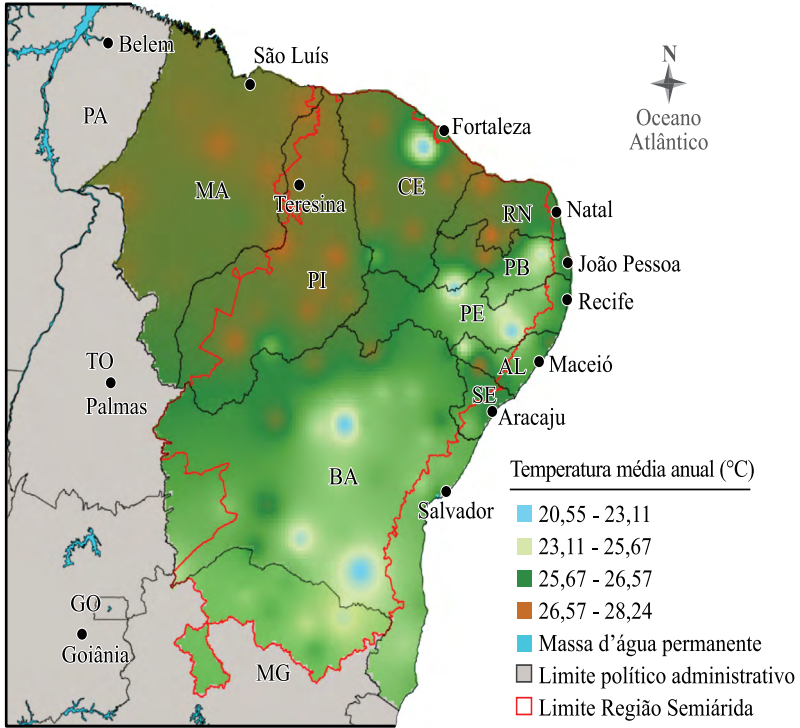 Belem
São Luís
N
Oceano
Atlântico
PA
Fortaleza
MA
Teresina
CE
RN
Natal
PB
João Pessoa
PI
Recife
PE
TO
Palmas
AL
Maceió
SE
Aracaju
BA
Salvador
GO
Goiânia
MG
Temperatura média anual (°C)
20,55 - 23,11
23,11 - 25,67
25,67 - 26,57
26,57 - 28,24
Massa d’água permanente
Limite político administrativo
Limite Região Semiárida